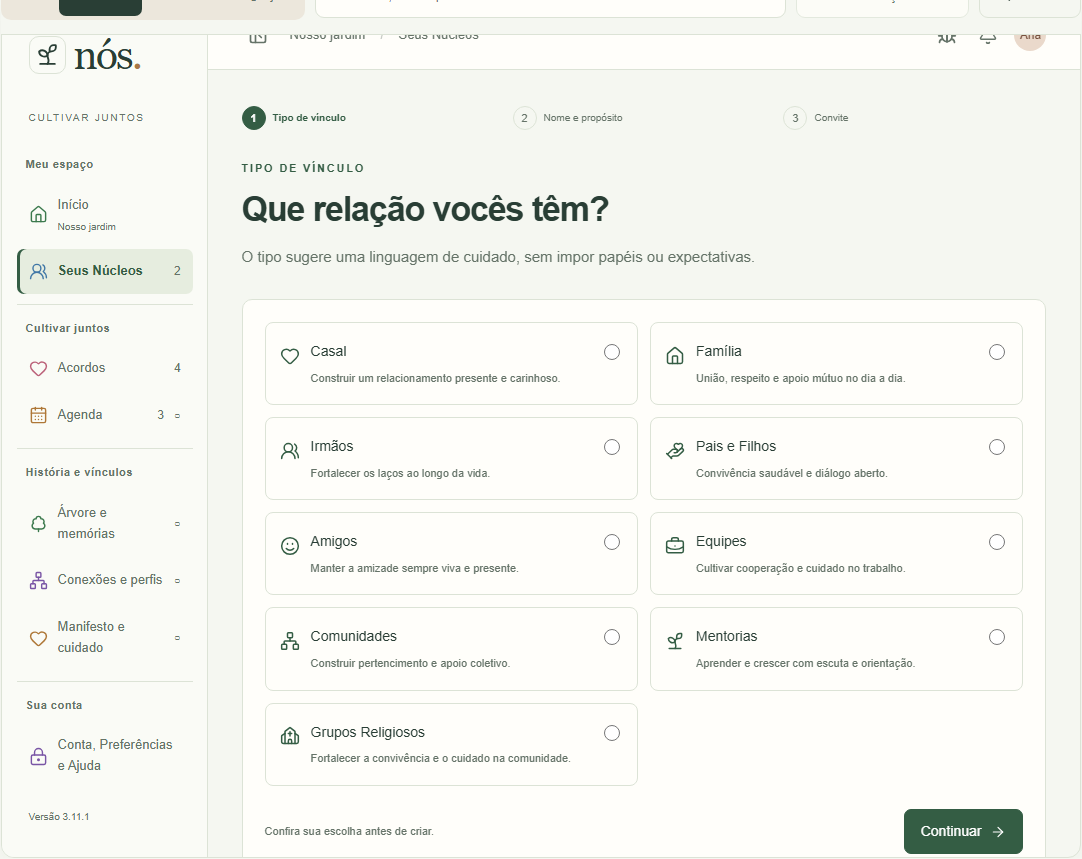 Nosso jardim / Seus Núcleos
Ana
nós.
CULTIVAR JUNTOS
Meu espaço
Início
Nosso jardim
Seus Núcleos 2
Cultivar juntos
Acordos 4
Agenda 3
História e vínculos
Árvore e
memórias
Conexões e perfis
Manifesto e
cuidado
Sua conta
Conta, Preferências
e Ajuda
Versão 3.11.1
1 Tipo de vínculo
2 Nome e propósito
3 Convite
TIPO DE VÍNCULO
Que relação vocês têm?
O tipo sugere uma linguagem de cuidado, sem impor papéis ou expectativas.
Casal
Construir um relacionamento presente e carinhoso.
Família
União, respeito e apoio mútuo no dia a dia.
Irmãos
Fortalecer os laços ao longo da vida.
Pais e Filhos
Convivência saudável e diálogo aberto.
Amigos
Manter a amizade sempre viva e presente.
Equipes
Cultivar cooperação e cuidado no trabalho.
Comunidades
Construir pertencimento e apoio coletivo.
Mentorias
Aprender e crescer com escuta e orientação.
Grupos Religiosos
Fortalecer a convivência e o cuidado na comunidade.
Confira sua escolha antes de criar.
Continuar →